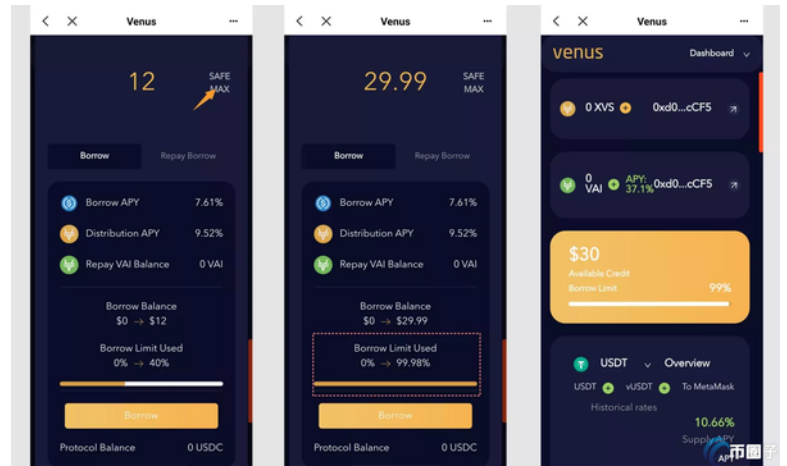 Venus
12
SAFE
MAX
Borrow
Repay Borrow
Borrow APY
7.61%
Distribution APY
9.52%
Repay VAI Balance
0 VAI
Borrow Balance
$0 → $12
Borrow Limit Used
0% → 40%
Borrow
Protocol Balance
0 USDC
Venus
29.99
SAFE
MAX
Borrow
Repay Borrow
Borrow APY
7.61%
Distribution APY
9.52%
Repay VAI Balance
0 VAI
Borrow Balance
$0 → $29.99
Borrow Limit Used
0% → 99.98%
Borrow
Protocol Balance
0 USDC
Venus
venus
Dashboard
0 XVS
0xd0...cCF5
0
VAI
APY:
37.1%
0xd0...cCF5
$30
Available Credit
Borrow Limit
99%
USDT
Overview
USDT
vUSDT
To MetaMask
Historical rates
10.66%
Supply APY
APY
币圈子